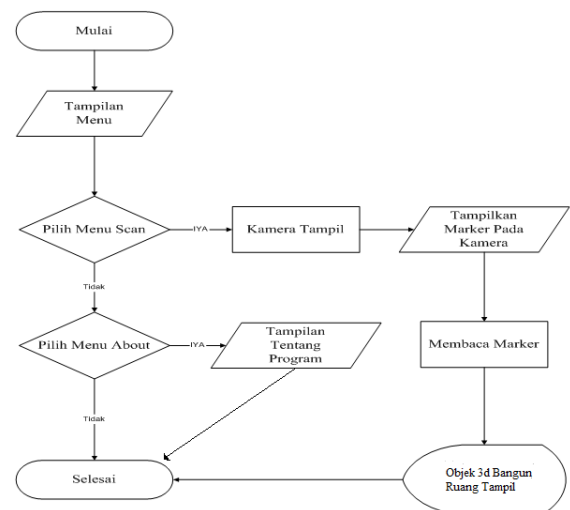 Mulai
Tampilan
Menu
Pilih Menu Scan
IYA
Kamera Tampil
Tampilkan
Marker Pada
Kamera
Tidak
Pilih Menu About
IYA
Tampilan
Tentang
Program
Membaca Marker
Tidak
Selesai
Objek 3d Bangun
Ruang Tampil